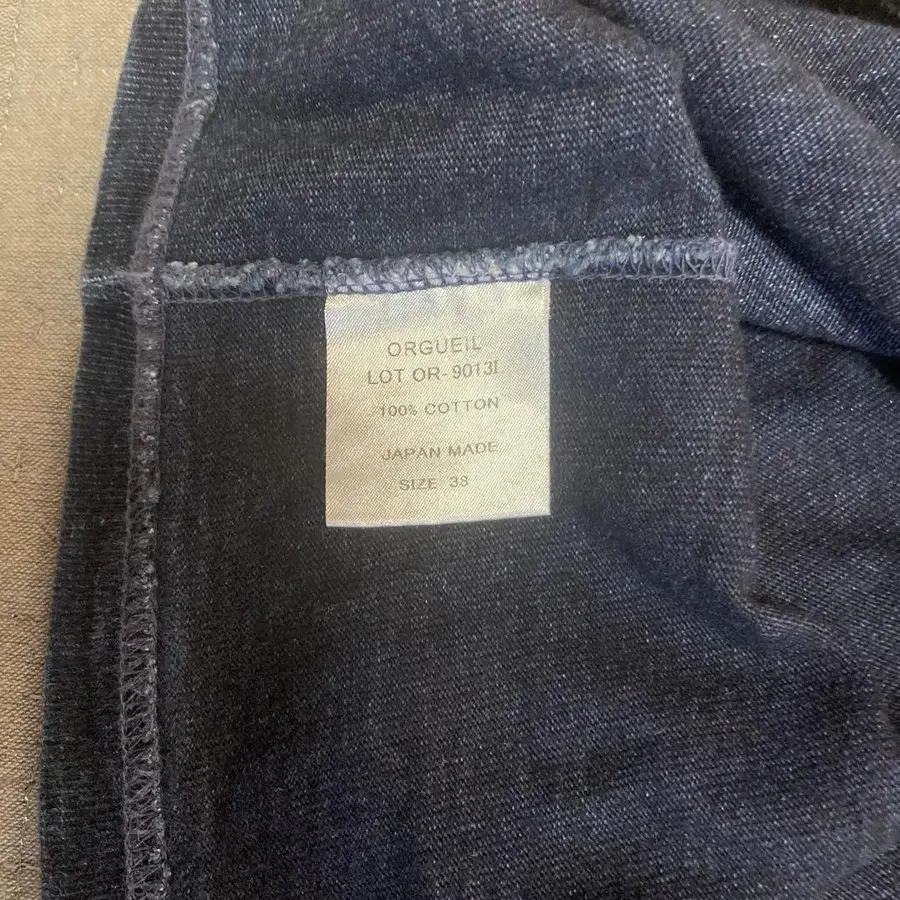 ORGUEIL
LOT OR-9013I
100% COTTON
JAPAN MADE
SIZE 38